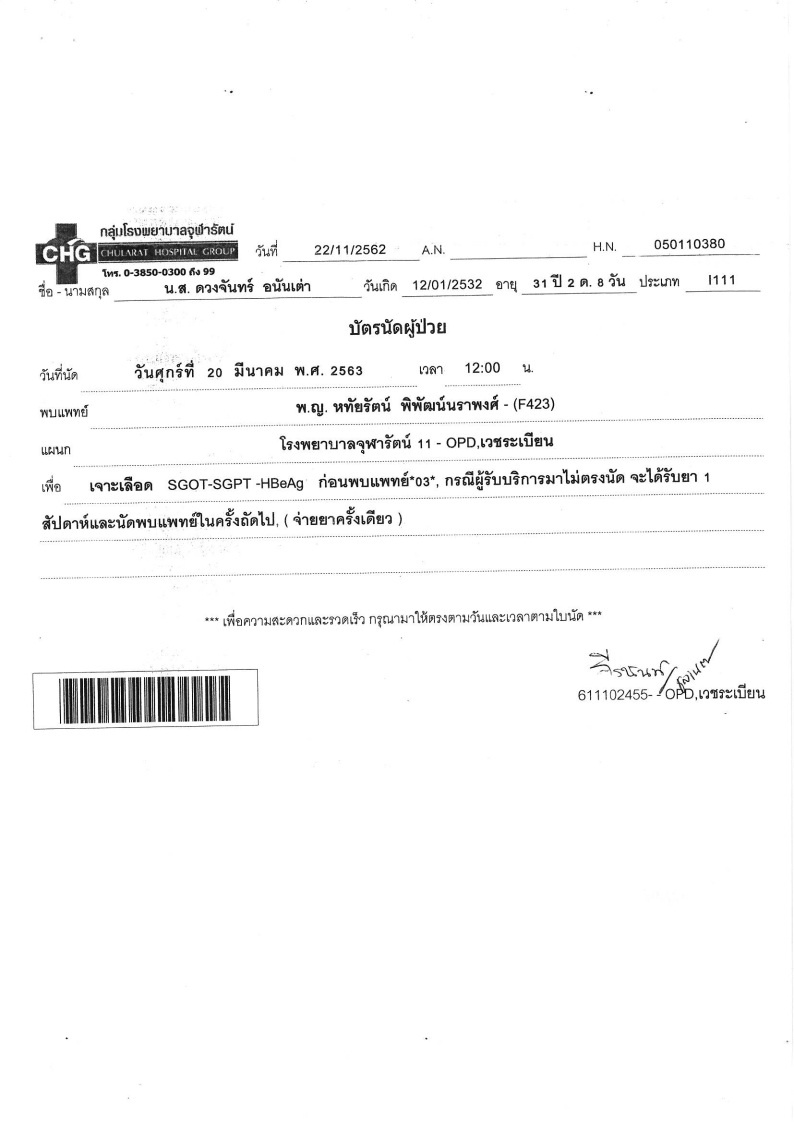 กลุ่มโรงพยาบาลจุฬารัตน์
CHG CHULARAT HOSPITAL GROUP วันที่ 22/11/2562 A.N. H.N. 050110380
โทร. 0-3850-0300 ถึง 99
ชื่อ - นามสกุล น.ส. ดวงจันทร์ อนันเต่า วันเกิด 12/01/2532 อายุ 31 ปี 2 ด. 8 วัน ประเภท I111
บัตรนัดผู้ป่วย
วันที่นัด วันศุกร์ที่ 20 มีนาคม พ.ศ. 2563 เวลา 12:00 น.
พบแพทย์ พ.ญ. หทัยรัตน์ พิพัฒน์นราพงศ์ - (F423)
แผนก โรงพยาบาลจุฬารัตน์ 11 - OPD,เวชระเบียน
เพื่อ เจาะเลือด SGOT-SGPT -HBeAg ก่อนพบแพทย์*03*, กรณีผู้รับบริการมาไม่ตรงนัด จะได้รับยา 1
สัปดาห์และนัดพบแพทย์ในครั้งถัดไป, ( จ่ายยาครั้งเดียว )
*** เพื่อความสะดวกและรวดเร็ว กรุณามาให้ตรงตามวันและเวลาตามใบนัด ***
611102455- - OPD,เวชระเบียน